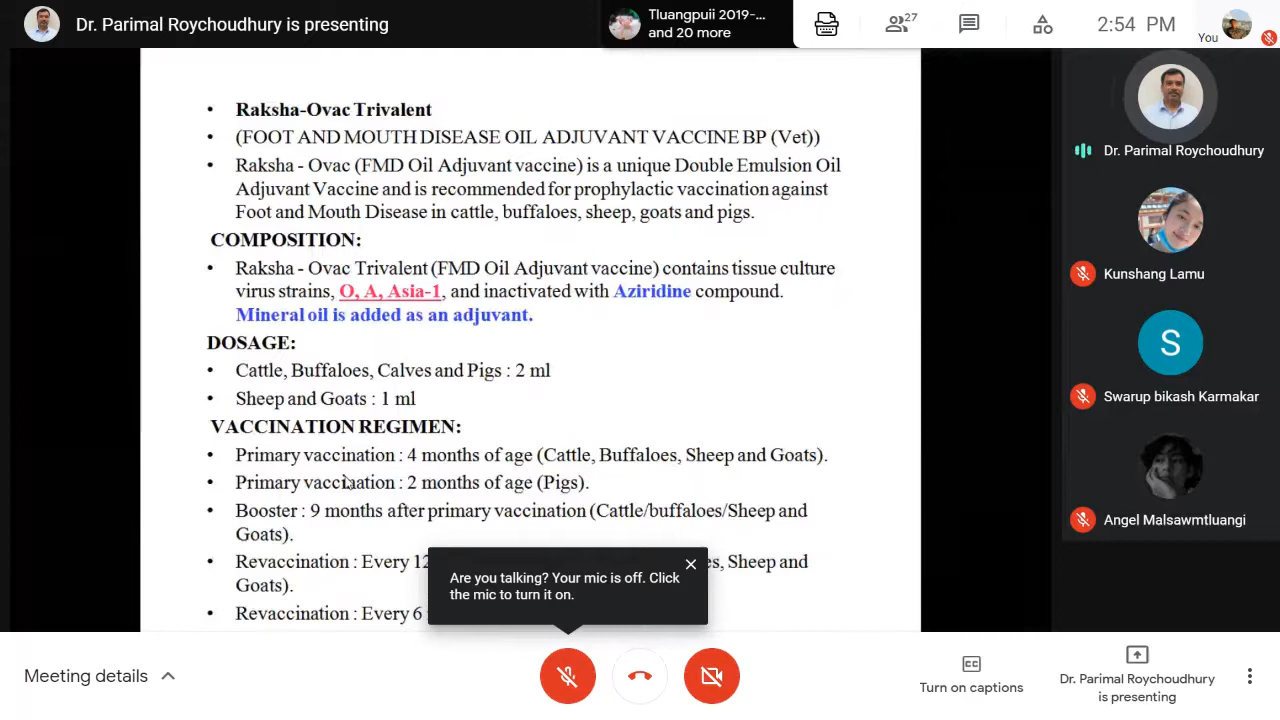 Dr. Parimal Roychoudhury is presenting
Tluangpuii 2019-...
and 20 more
27
2:54 PM
You
• Raksha-Ovac Trivalent
• (FOOT AND MOUTH DISEASE OIL ADJUVANT VACCINE BP (Vet))
• Raksha - Ovac (FMD Oil Adjuvant vaccine) is a unique Double Emulsion Oil
Adjuvant Vaccine and is recommended for prophylactic vaccination against
Foot and Mouth Disease in cattle, buffaloes, sheep, goats and pigs.
COMPOSITION:
• Raksha - Ovac Trivalent (FMD Oil Adjuvant vaccine) contains tissue culture
virus strains, O, A, Asia-1, and inactivated with Aziridine compound.
Mineral oil is added as an adjuvant.
DOSAGE:
• Cattle, Buffaloes, Calves and Pigs : 2 ml
• Sheep and Goats : 1 ml
VACCINATION REGIMEN:
• Primary vaccination : 4 months of age (Cattle, Buffaloes, Sheep and Goats).
• Primary vaccination : 2 months of age (Pigs).
• Booster : 9 months after primary vaccination (Cattle/buffaloes/Sheep and
Goats).
• Revaccination : Every 12 es, Sheep and
Goats).
• Revaccination : Every 6
Are you talking? Your mic is off. Click
the mic to turn it on.
Dr. Parimal Roychoudhury
Kunshang Lamu
S
Swarup bikash Karmakar
Angel Malsawmtluangi
Meeting details
CC
Turn on captions
Dr. Parimal Roychoudhury
is presenting